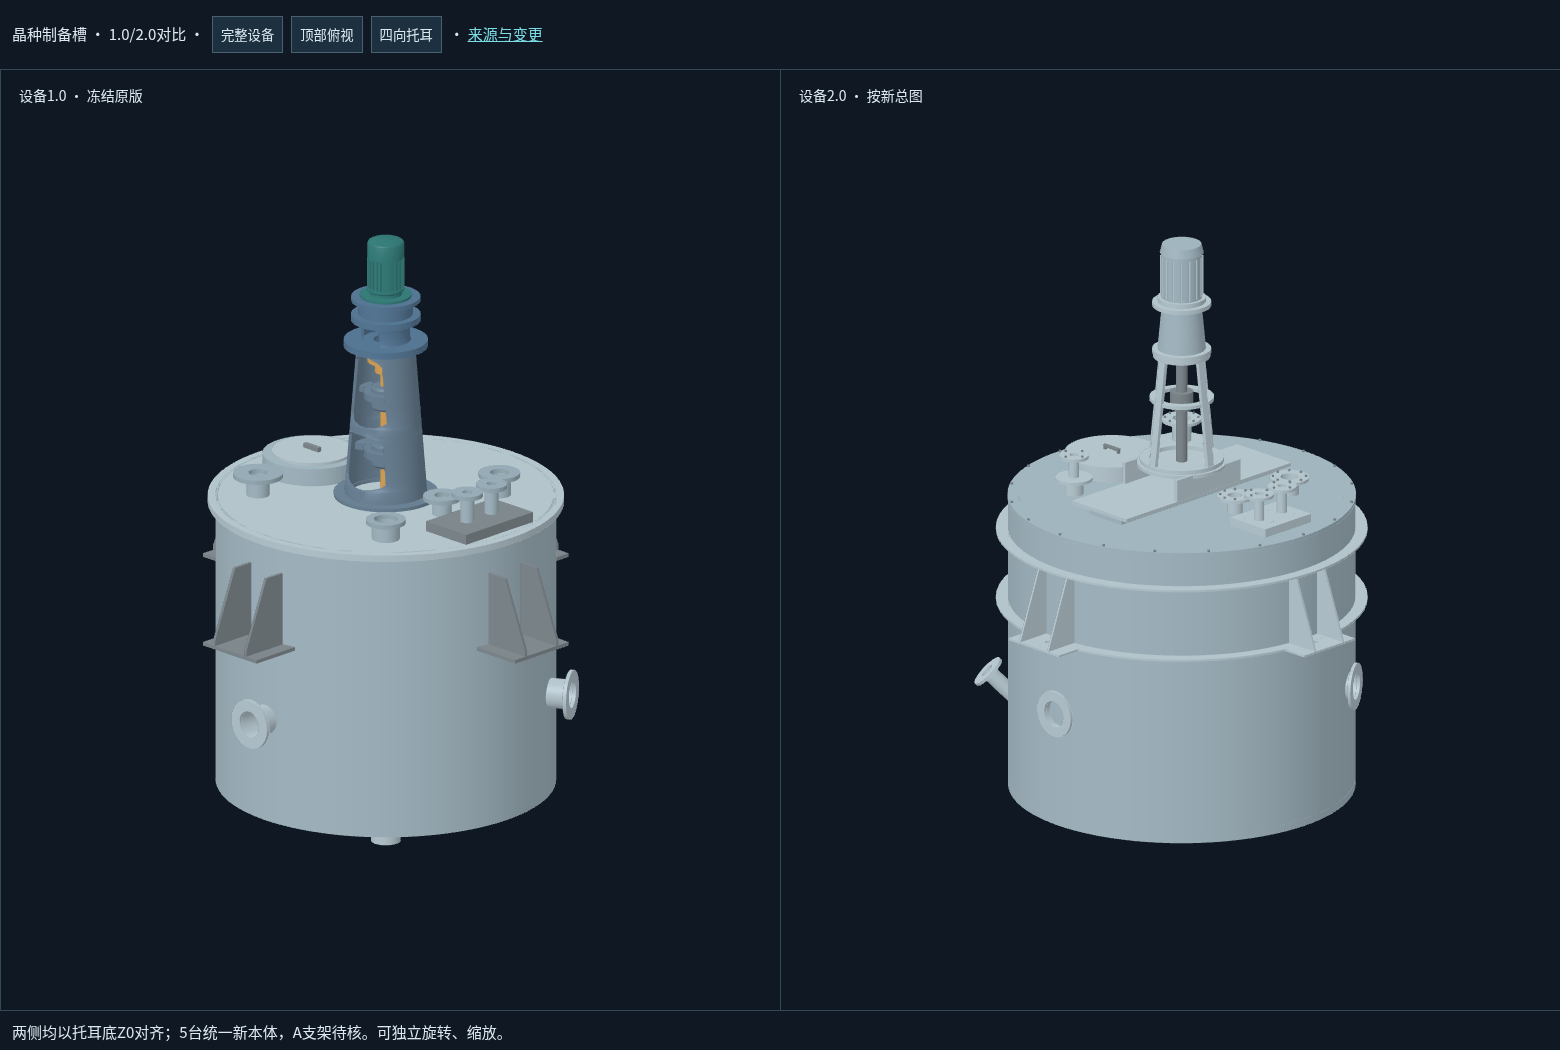 晶种制备槽 • 1.0/2.0对比 • 完整设备 顶部俯视 四向托耳 • 来源与变更
设备1.0 • 冻结原版
设备2.0 • 按新总图
两侧均以托耳底Z0对齐；5台统一新本体，A支架待核。可独立旋转、缩放。